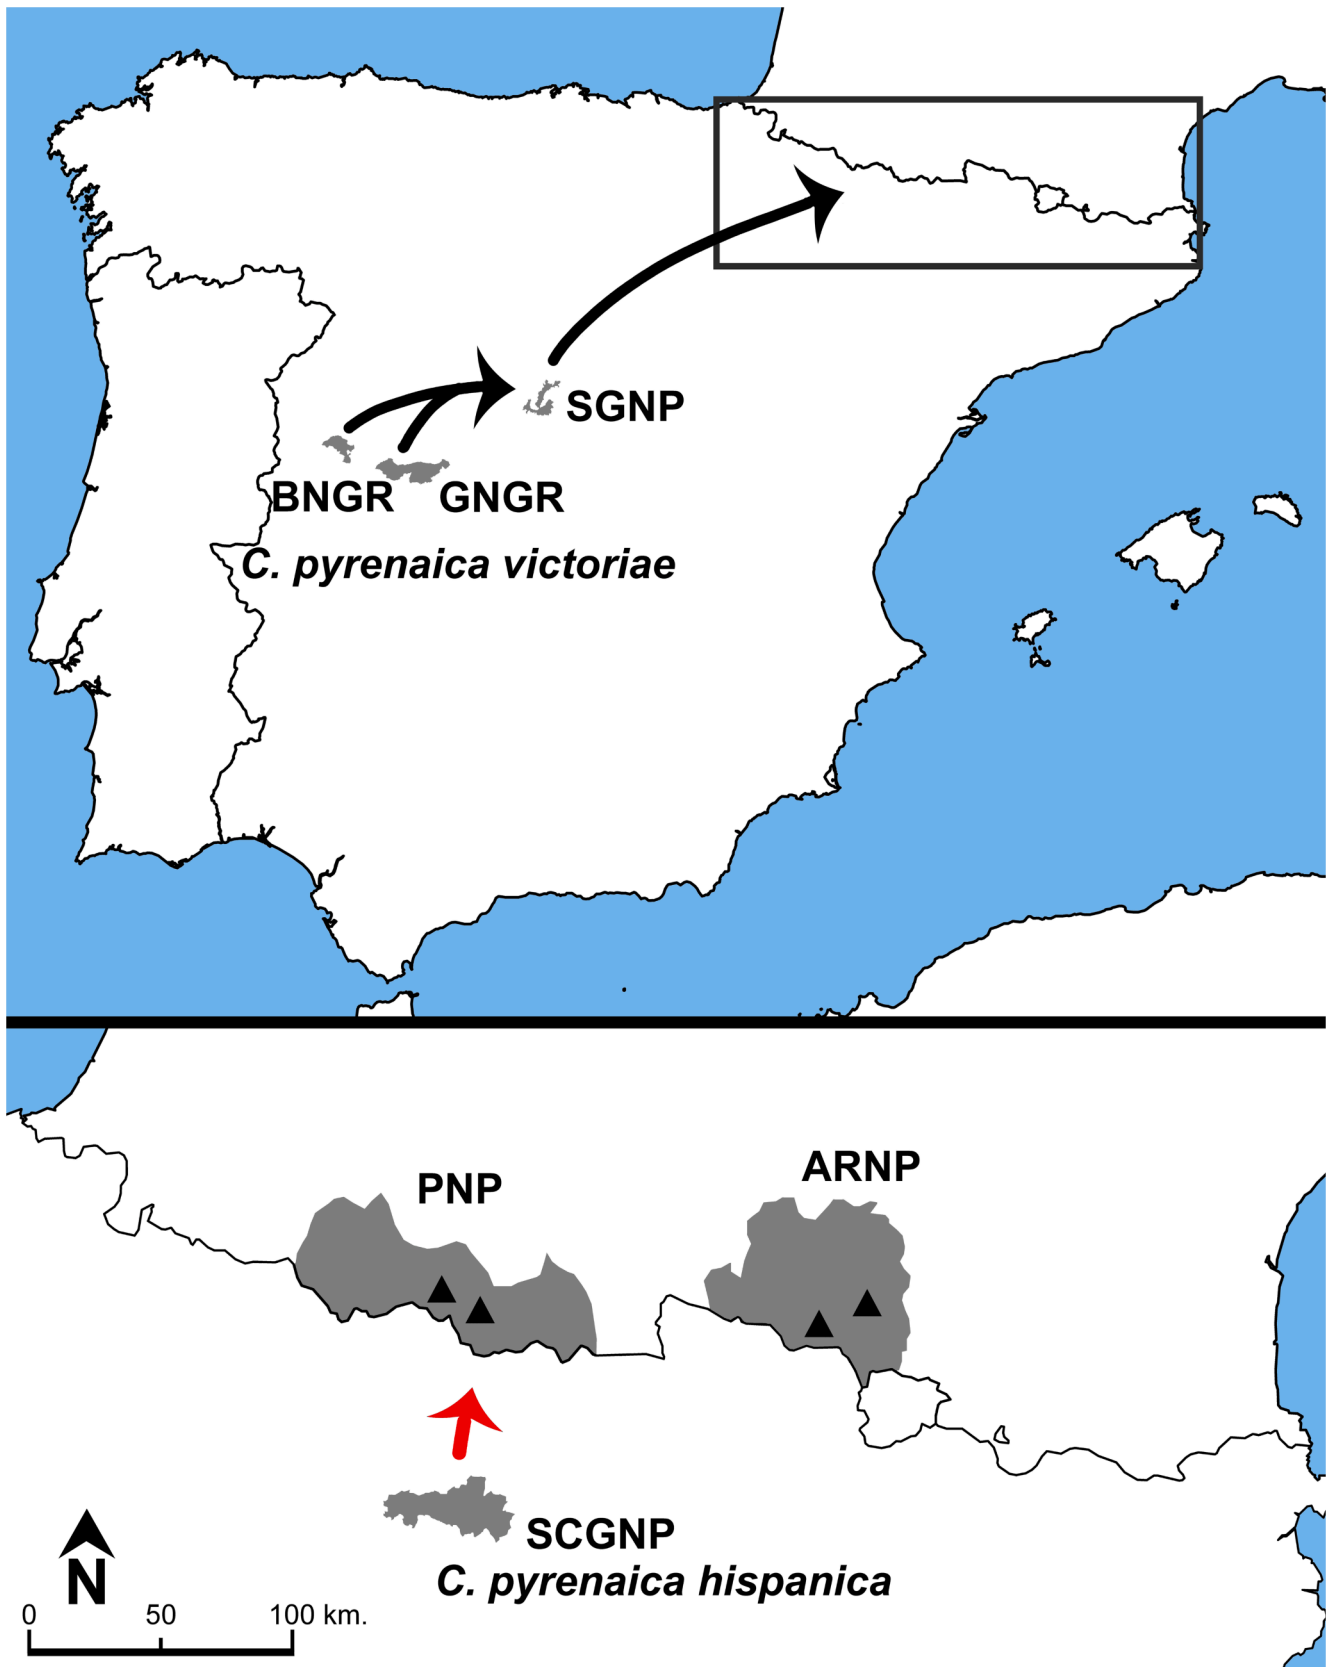 SGNP
BNGR
GNGR
C. pyrenaica victoriae
PNP
ARNP
SCGNP
C. pyrenaica hispanica
N
0 50 100 km.